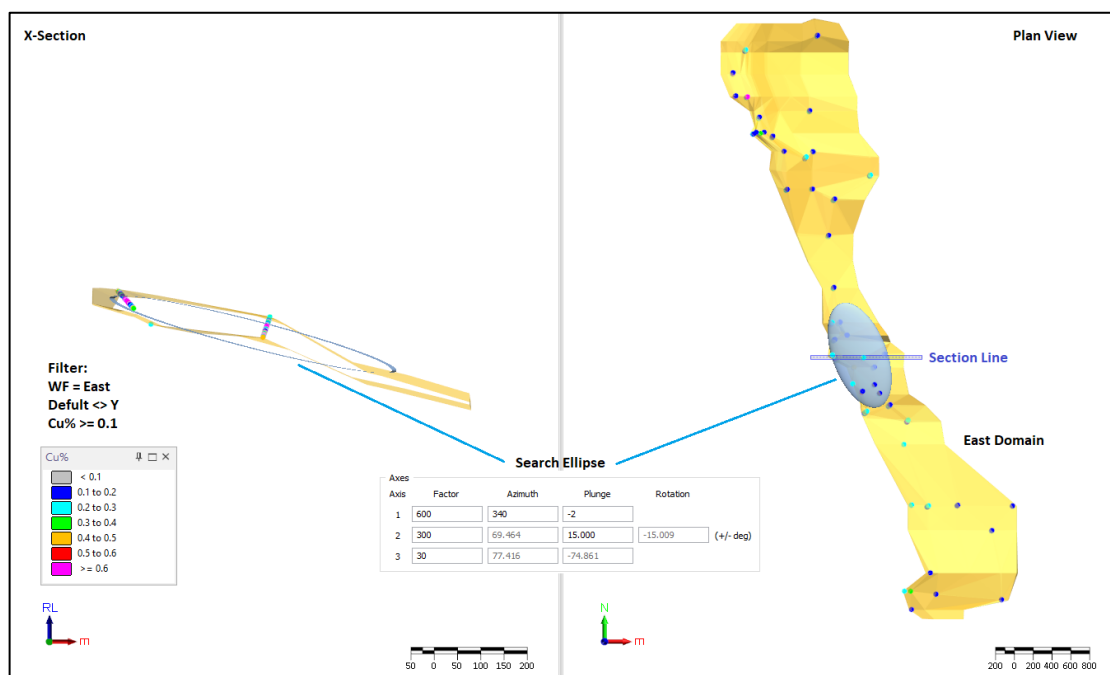 X-Section
Plan View
Section Line
Filter:
WF = East
Defult <> Y
Cu% >= 0.1
East Domain
Search Ellipse
Cu%
< 0.1
0.1 to 0.2
0.2 to 0.3
0.3 to 0.4
0.4 to 0.5
0.5 to 0.6
>= 0.6
Axes
Axis Factor Azimuth Plunge Rotation
1 600 340 -2
2 300 69.464 15.000 -15.009 (+/- deg)
3 30 77.416 -74.861
RL
E
50 0 50 100 150 200
N
E
200 0 200 400 600 800